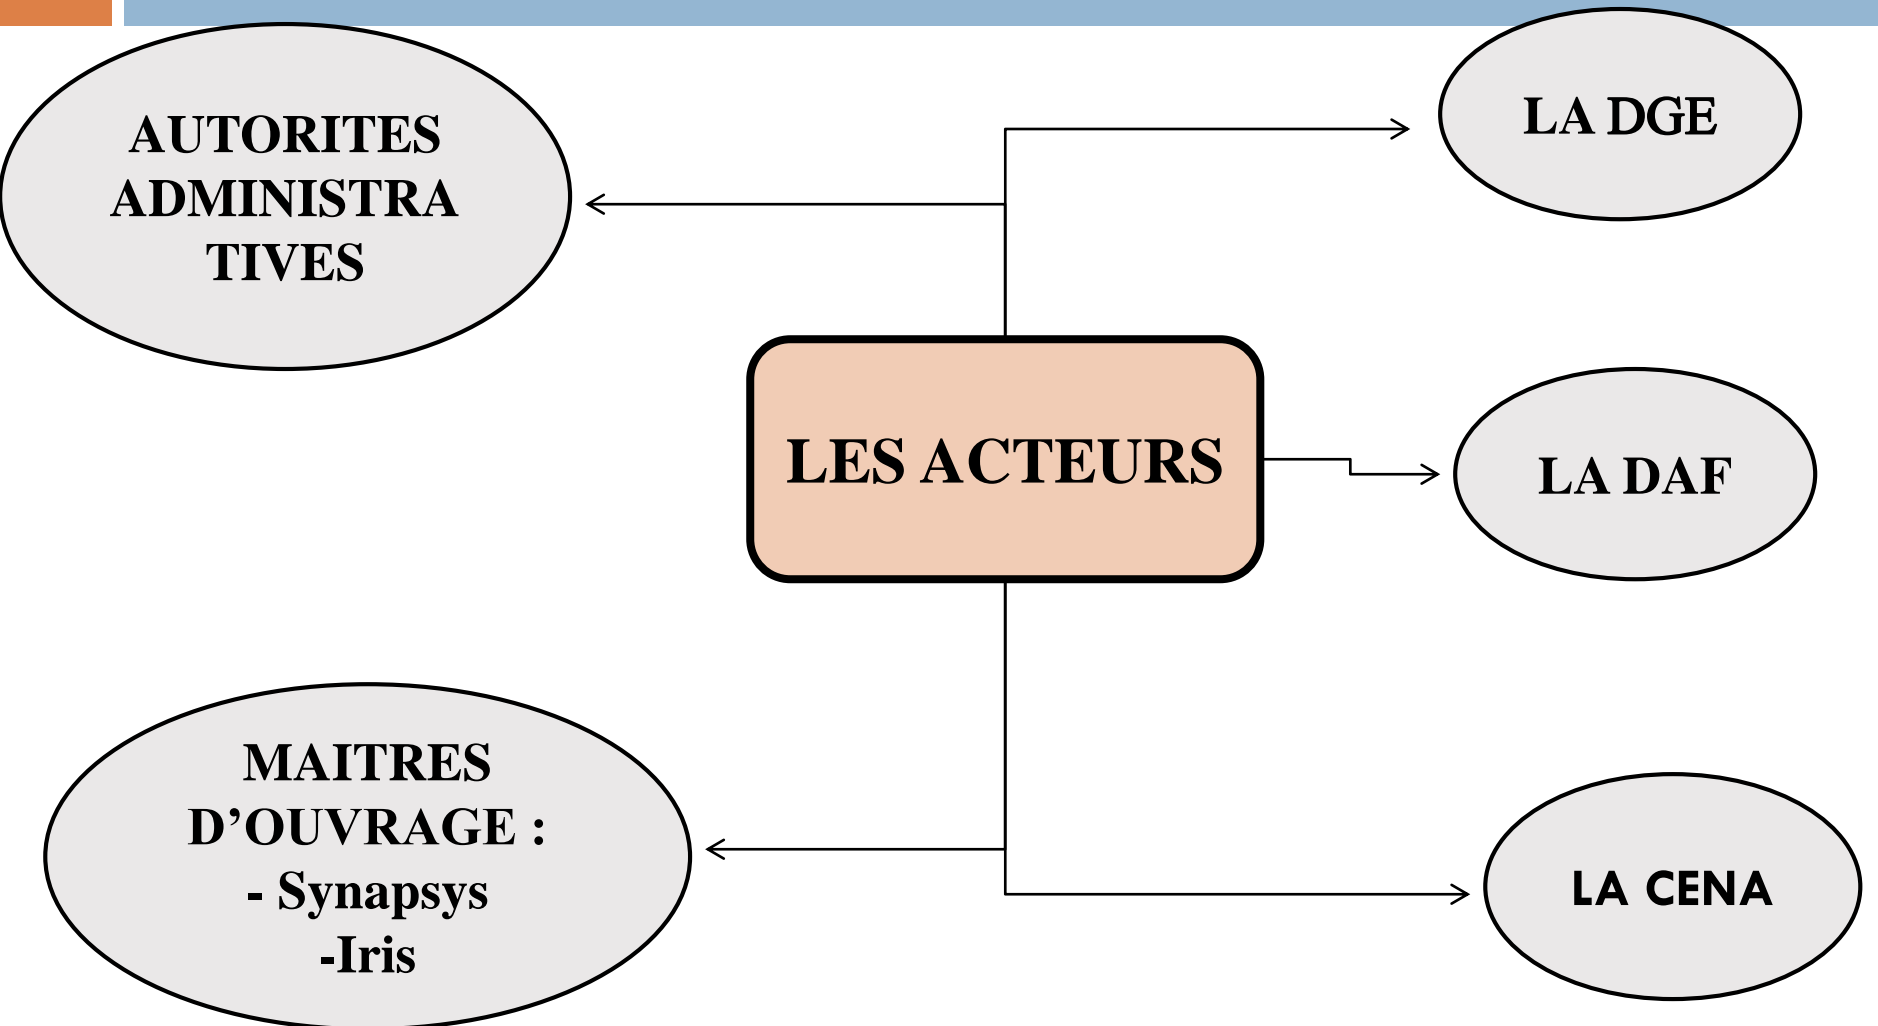 AUTORITES
ADMINISTRA
TIVES
LA DGE
LES ACTEURS
LA DAF
MAITRES
D’OUVRAGE :
- Synapsys
-Iris
LA CENA